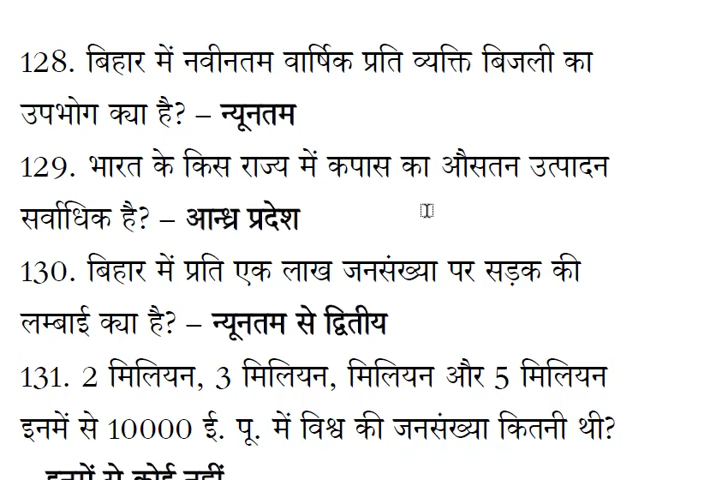 128. बिहार में नवीनतम वार्षिक प्रति व्यक्ति बिजली का
उपभोग क्या है? – न्यूनतम
129. भारत के किस राज्य में कपास का औसतन उत्पादन
सर्वाधिक है? – आन्ध्र प्रदेश
130. बिहार में प्रति एक लाख जनसंख्या पर सड़क की
लम्बाई क्या है? – न्यूनतम से द्वितीय
131. 2 मिलियन, 3 मिलियन, मिलियन और 5 मिलियन
इनमें से 10000 ई. पू. में विश्व की जनसंख्या कितनी थी?
– इनमें से कोई नहीं